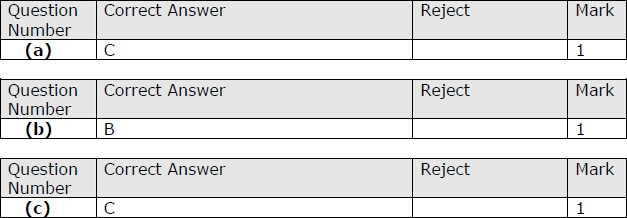 Question Number Correct Answer Reject Mark
(a) C 1
Question Number Correct Answer Reject Mark
(b) B 1
Question Number Correct Answer Reject Mark
(c) C 1